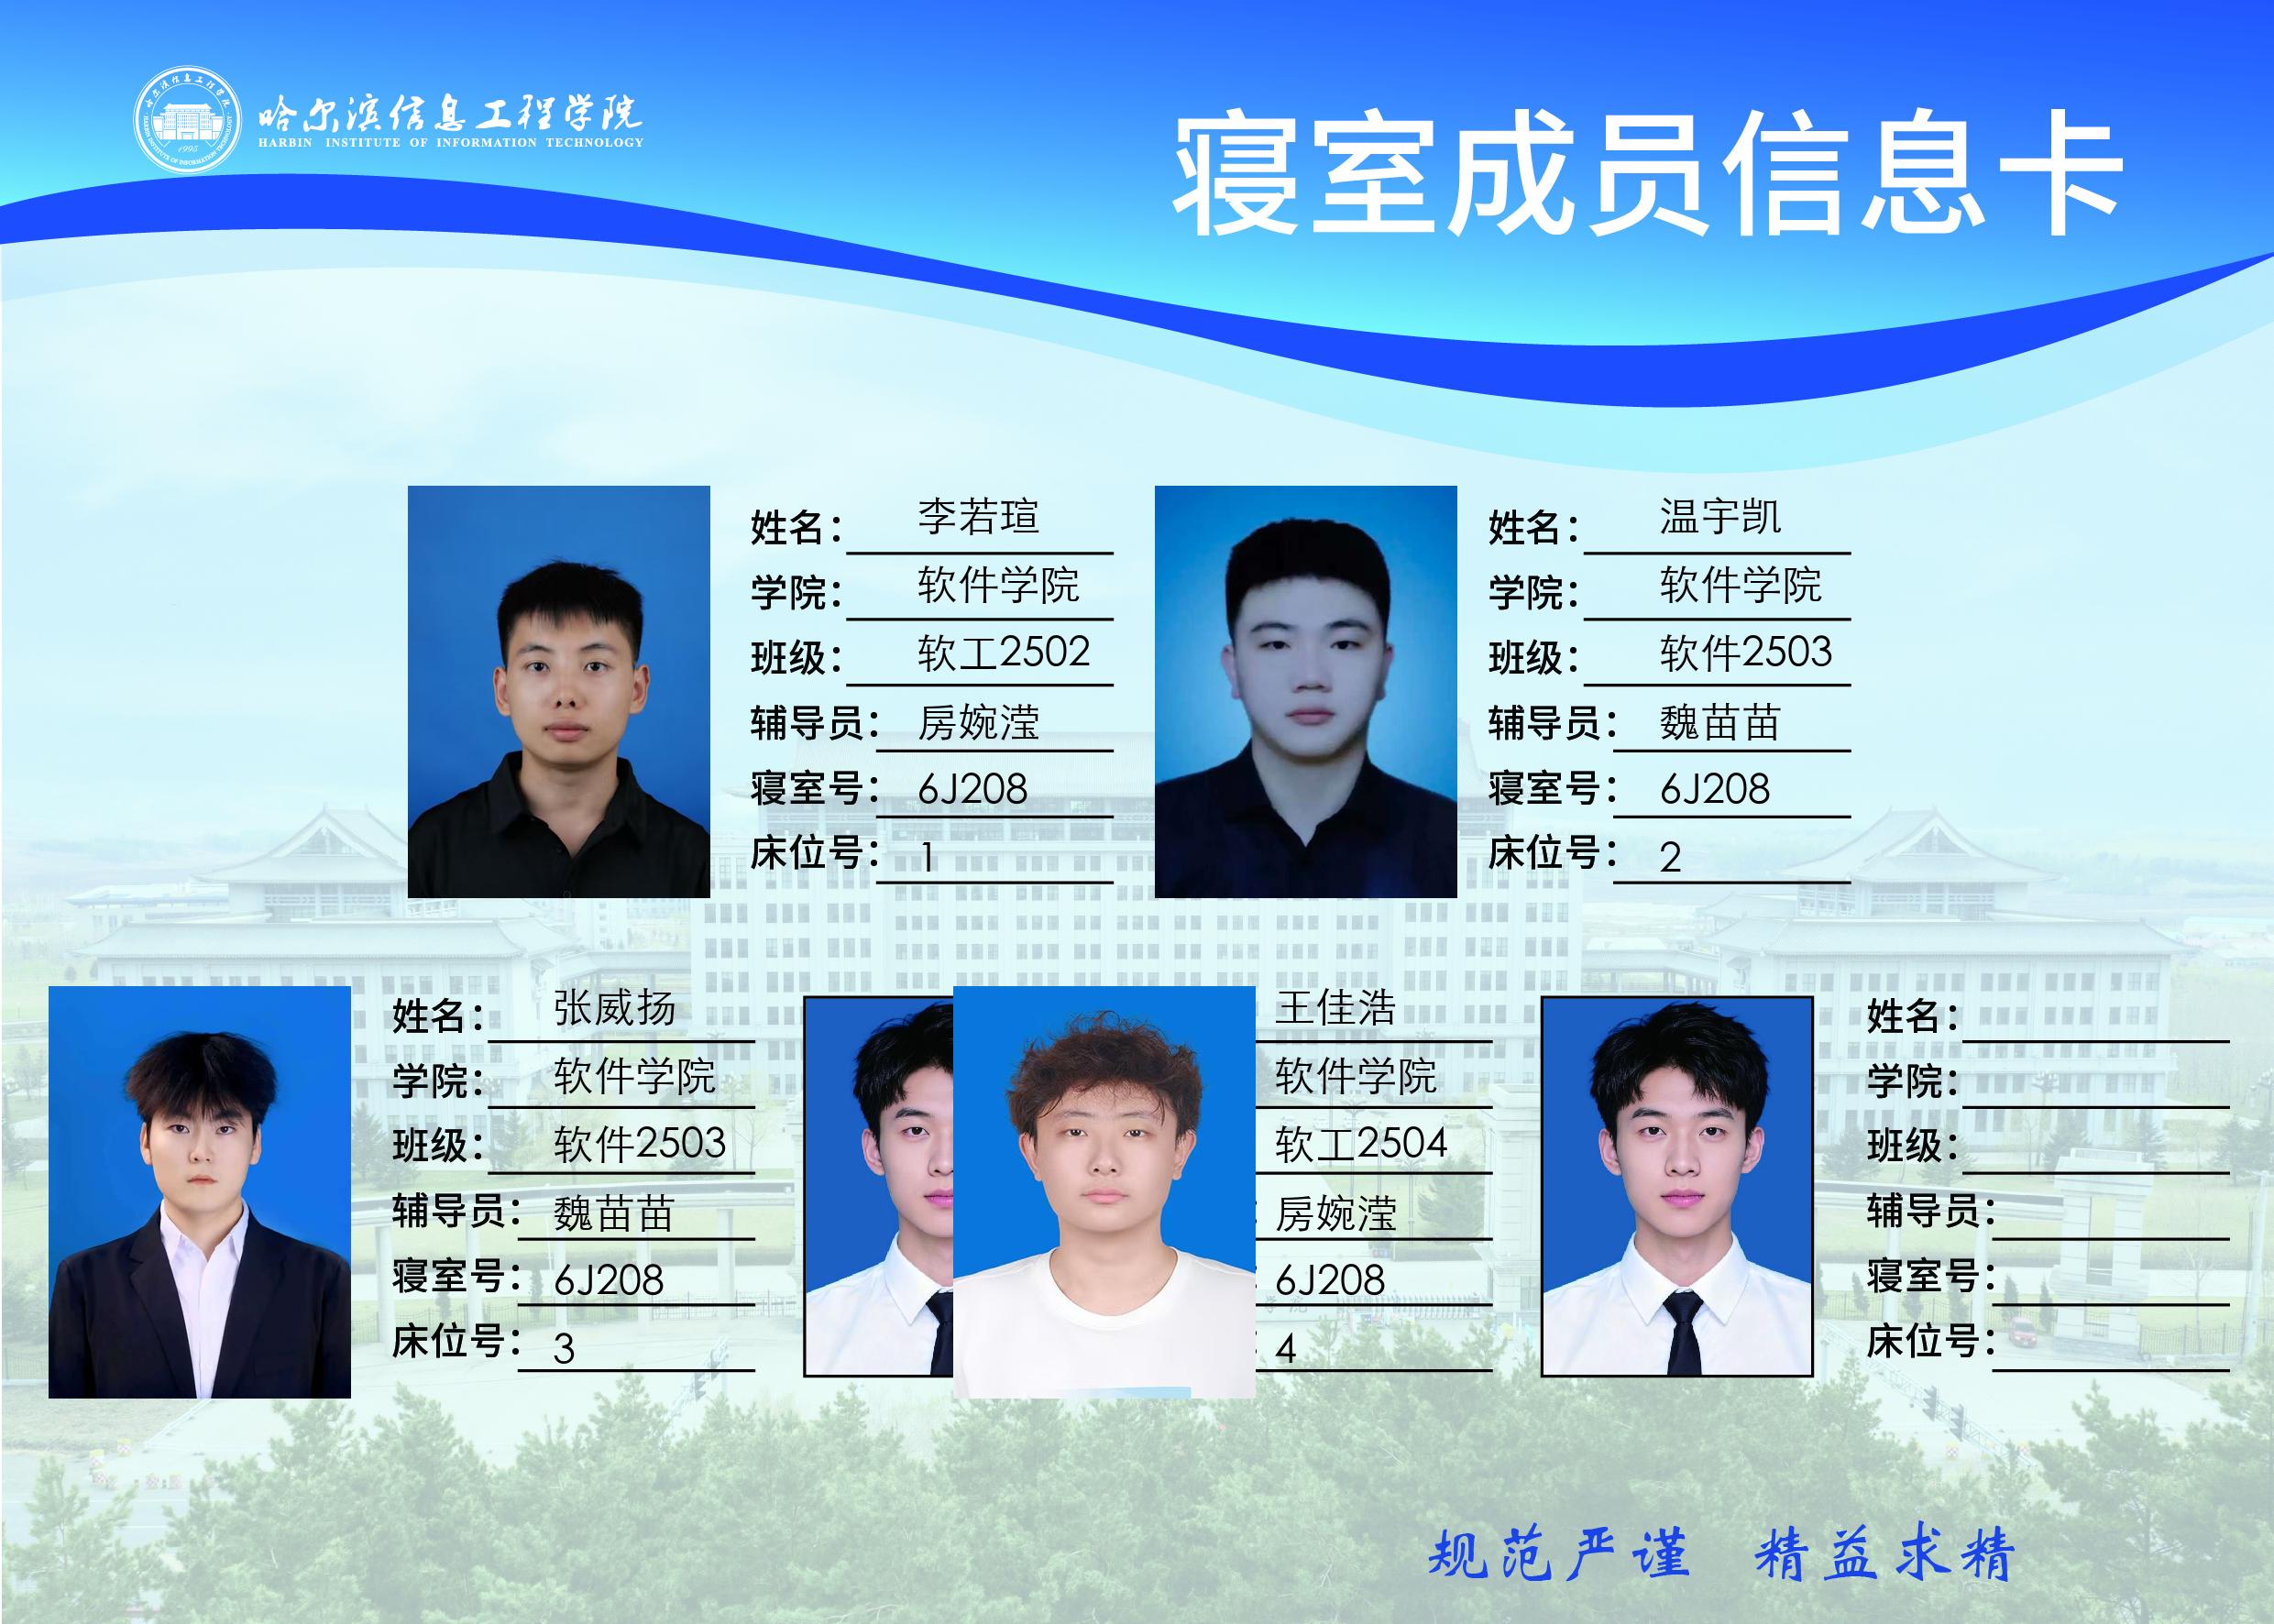 哈尔滨信息工程学院
HARBIN INSTITUTE OF INFORMATION TECHNOLOGY
1995
寝室成员信息卡
姓名：李若瑄
学院：软件学院
班级：软工2502
辅导员：房婉滢
寝室号：6J208
床位号：1
姓名：温宇凯
学院：软件学院
班级：软件2503
辅导员：魏苗苗
寝室号：6J208
床位号：2
姓名：张威扬
学院：软件学院
班级：软件2503
辅导员：魏苗苗
寝室号：6J208
床位号：3
王佳浩
软件学院
软工2504
：房婉滢
：6J208
：4
姓名：
学院：
班级：
辅导员：
寝室号：
床位号：
规范严谨 精益求精